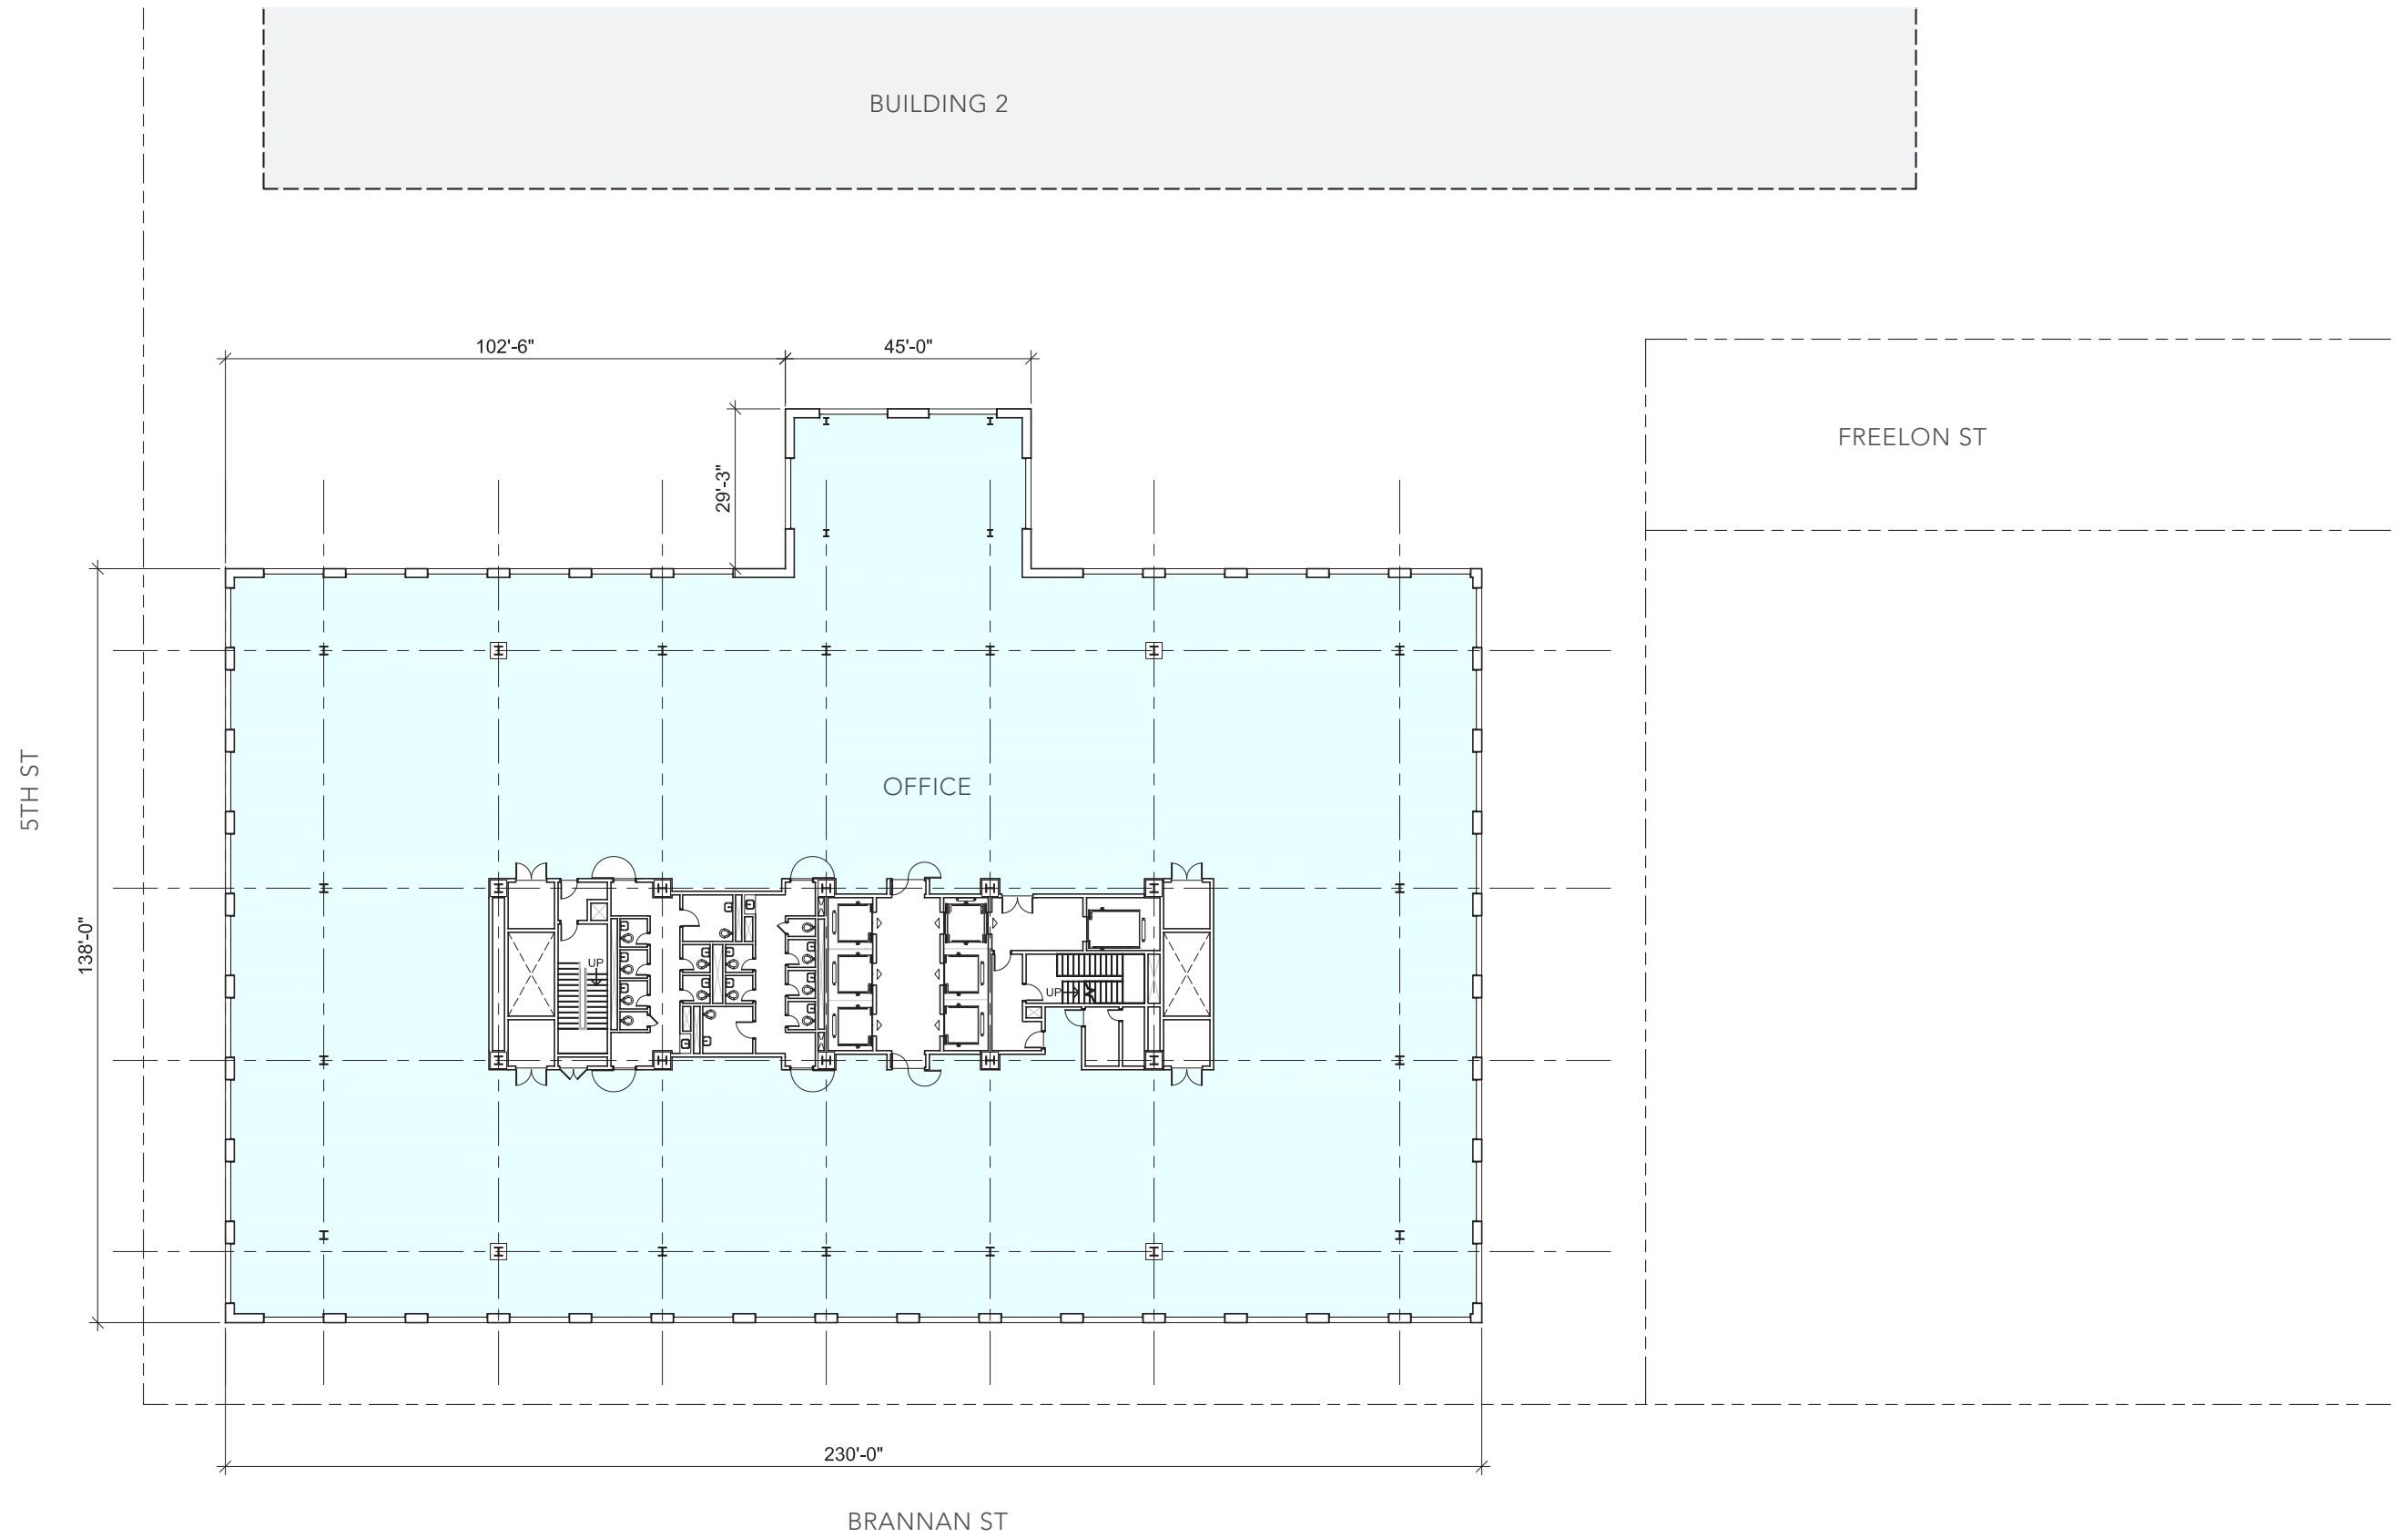 BUILDING 2
102'-6"
45'-0"
FREELON ST
29'-3"
5TH ST
OFFICE
138'-0"
UP
UP
230'-0"
BRANNAN ST